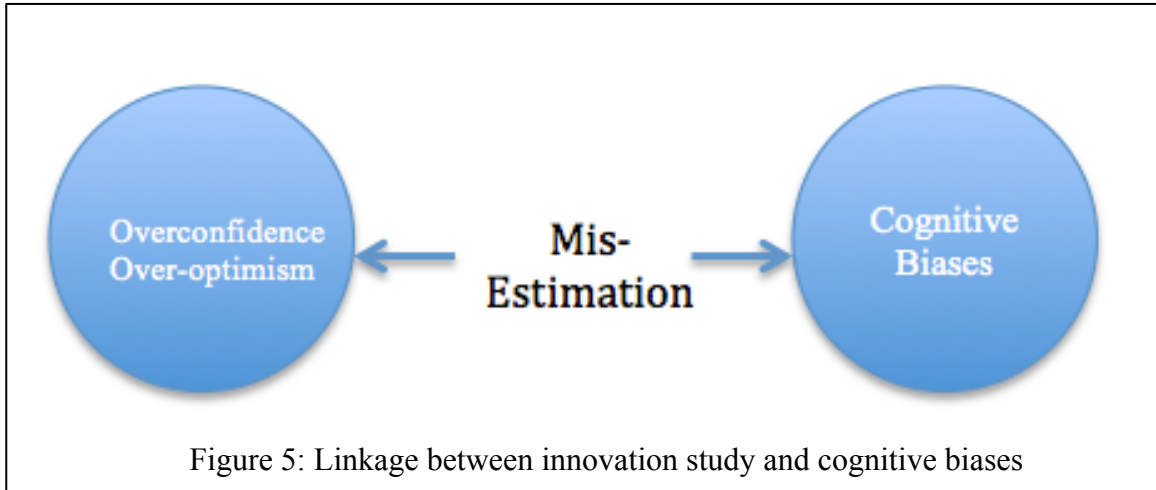 Overconfidence
Over-optimism
Mis-
Estimation
Cognitive
Biases
Figure 5: Linkage between innovation study and cognitive biases